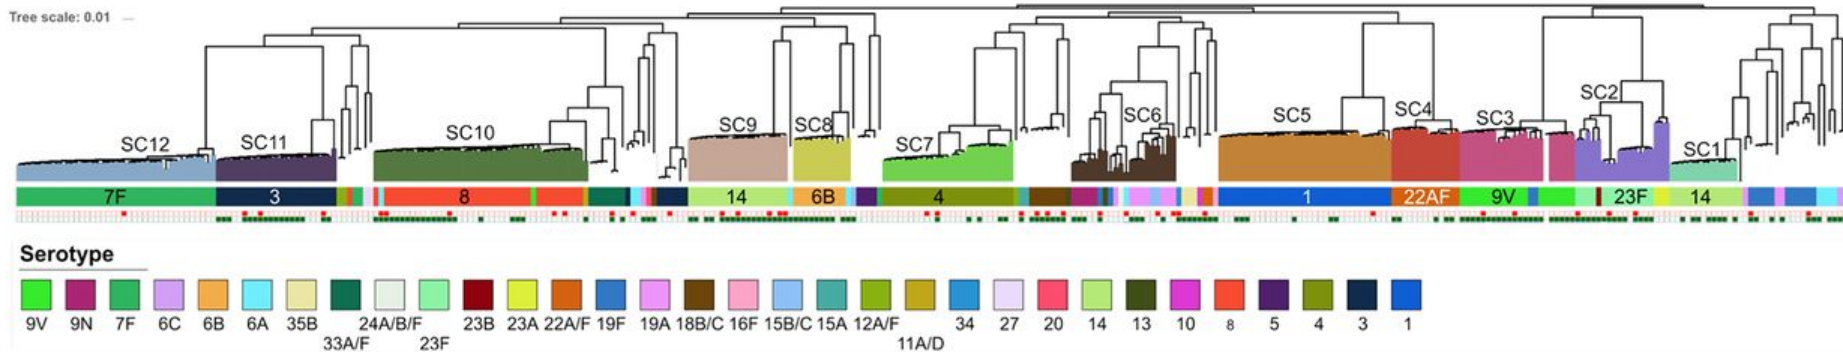 Tree scale: 0.01
SC12 SC11 SC10 SC9 SC8 SC7 SC6 SC5 SC4 SC3 SC2 SC1
7F 3 8 14 6B 4 1 22AF 9V 23F 14
Serotype
9V 9N 7F 6C 6B 6A 35B 24A/B/F 23B 23A 22A/F 19F 19A 18B/C 16F 15B/C 15A 12A/F 34 27 20 14 13 10 8 5 4 3 1
33A/F 23F 11A/D